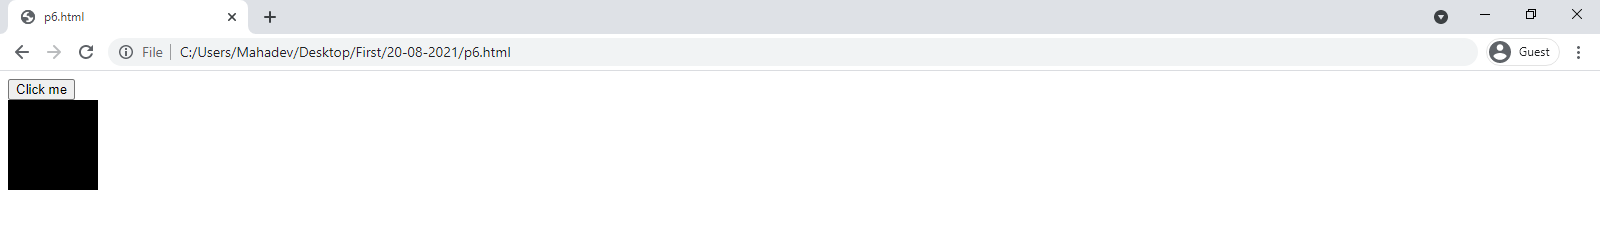 p6.html
File C:/Users/Mahadev/Desktop/First/20-08-2021/p6.html
Guest
Click me